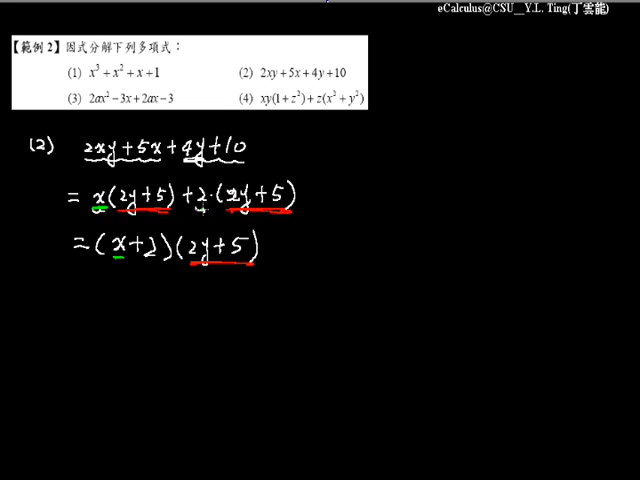 eCalculus@CSU__Y.L. Ting(丁雲龍)
【範例 2】因式分解下列多項式：
(1) x³ + x² + x + 1 (2) 2xy + 5x + 4y + 10
(3) 2ax² − 3x + 2ax − 3 (4) xy(1 + z²) + z(x² + y²)
(2) 2xy + 5x + 4y + 10
= x(2y + 5) + 2·(2y + 5)
= (x + 2)(2y + 5)